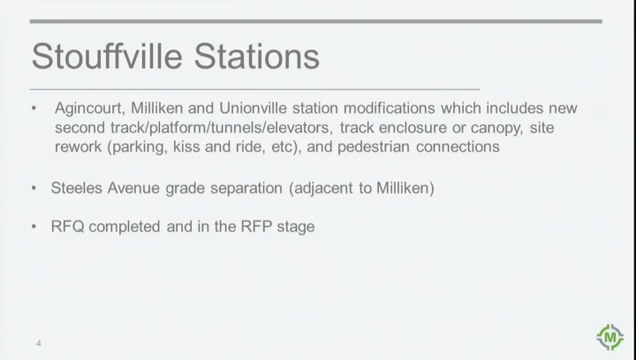 Stouffville Stations
• Agincourt, Milliken and Unionville station modifications which includes new
second track/platform/tunnels/elevators, track enclosure or canopy, site
rework (parking, kiss and ride, etc), and pedestrian connections
• Steeles Avenue grade separation (adjacent to Milliken)
• RFQ completed and in the RFP stage
4
M